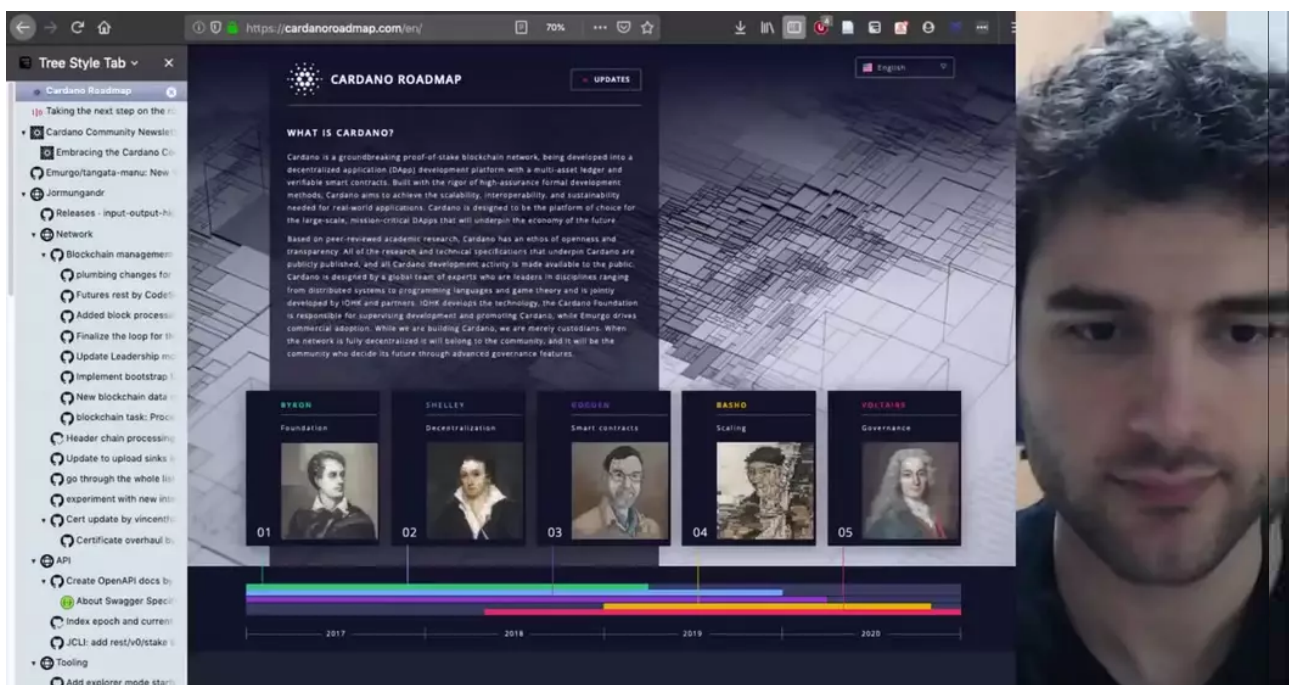 https://cardanoroadmap.com/en/
70%
Tree Style Tab
Cardano Roadmap
Taking the next step on the
Cardano Community Newslet
Embracing the Cardano Co
Emurgo/tangata-manu: New
Jormungandr
Releases - input-output-h
Network
Blockchain managemen
plumbing changes for
Futures rest by Code
Added block process
Finalize the loop for th
Update Leadership mo
Implement bootstrap
New blockchain data
blockchain task: Proc
Header chain processing
Update to upload sinks
go through the whole lis
experiment with new inte
Cert update by vincenth
Certificate overhaul b
API
Create OpenAPI docs by
About Swagger Specif
Index epoch and current
JCLI: add rest/v0/stake
Tooling
Add explorer mode start
CARDANO ROADMAP
UPDATES
English
WHAT IS CARDANO?
Cardano is a groundbreaking proof-of-stake blockchain network, being developed into a
decentralized application (DApp) development platform with a multi-asset ledger and
verifiable smart contracts. Built with the rigor of high-assurance formal development
methods, Cardano aims to achieve the scalability, interoperability, and sustainability
needed for real-world applications. Cardano is designed to be the platform of choice for
the large-scale, mission-critical DApps that will underpin the economy of the future.
Based on peer-reviewed academic research, Cardano has an ethos of openness and
transparency. All of the research and technical specifications that underpin Cardano are
publicly published, and all Cardano development activity is made available to the public.
Cardano is designed by a global team of experts who are leaders in disciplines ranging
from distributed systems to programming languages and game theory and is jointly
developed by IOHK and partners. IOHK develops the technology, the Cardano Foundation
is responsible for supervising development and promoting Cardano, while Emurgo drives
commercial adoption. While we are building Cardano, we are merely custodians. When
the network is fully decentralized it will belong to the community, and it will be the
community who decide its future through advanced governance features.
BYRON
Foundation
01
SHELLEY
Decentralization
02
GOGUEN
Smart contracts
03
BASHO
Scaling
04
VOLTAIRE
Governance
05
2017
2018
2019
2020